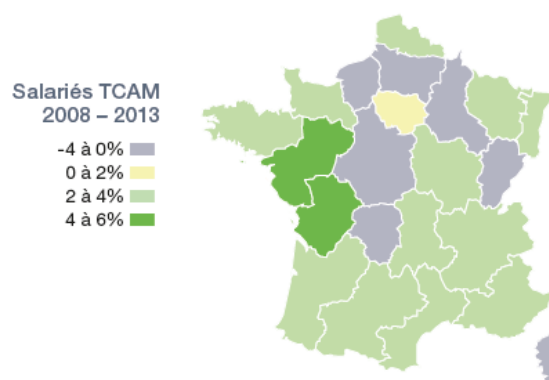 Salariés TCAM
2008 – 2013
-4 à 0%
0 à 2%
2 à 4%
4 à 6%